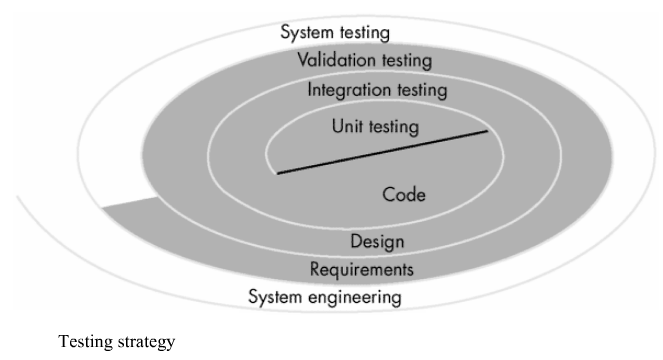 System testing
Validation testing
Integration testing
Unit testing
Code
Design
Requirements
System engineering
Testing strategy